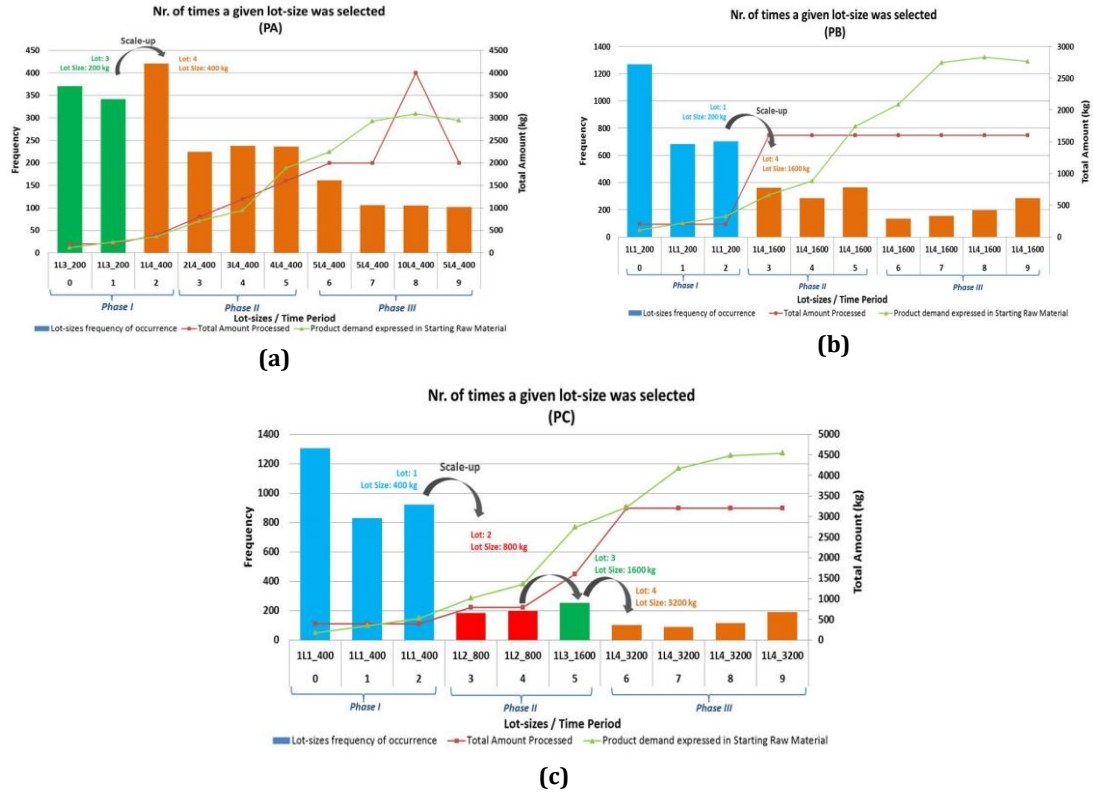 Nr. of times a given lot-size was selected
(PA)
Frequency
450
400
350
300
250
200
150
100
50
0
Scale-up
Lot: 3
Lot Size: 200 kg
Lot: 4
Lot Size: 400 kg
4500
4000
3500
3000
2500
2000
1500
1000
500
0
Total Amount (kg)
1L3_200 1L3_200 1L4_400 2L4_400 3L4_400 4L4_400 5L4_400 5L4_400 10L4_400 5L4_400
0 1 2 3 4 5 6 7 8 9
Phase I Phase II Phase III
Lot-sizes / Time Period
Lot-sizes frequency of occurrence Total Amount Processed Product demand expressed in Starting Raw Material
(a)
Nr. of times a given lot-size was selected
(PB)
Frequency
1400
1200
1000
800
600
400
200
0
Lot: 1
Lot Size: 200 kg
Scale-up
Lot: 4
Lot Size: 1600kg
3000
2500
2000
1500
1000
500
0
Total Amount (kg)
1L1_200 1L1_200 1L1_200 1L4_1600 1L4_1600 1L4_1600 1L4_1600 1L4_1600 1L4_1600 1L4_1600
0 1 2 3 4 5 6 7 8 9
Phase I Phase II Phase III
Lot-sizes / Time Period
Lot-sizes frequency of occurrence Total Amount Processed Product demand expressed in Starting Raw Material
(b)
Nr. of times a given lot-size was selected
(PC)
Frequency
1400
1200
1000
800
600
400
200
0
Lot: 1
Lot Size: 400 kg
Scale-up
Lot: 2
Lot Size: 800 kg
Lot: 3
Lot Size: 1600 kg
Lot: 4
Lot Size: 3200 kg
5000
4500
4000
3500
3000
2500
2000
1500
1000
500
0
Total Amount (kg)
1L1_400 1L1_400 1L1_400 1L2_800 1L2_800 1L3_1600 1L4_3200 1L4_3200 1L4_3200 1L4_3200
0 1 2 3 4 5 6 7 8 9
Phase I Phase II Phase III
Lot-sizes / Time Period
Lot-sizes frequency of occurrence Total Amount Processed Product demand expressed in Starting Raw Material
(c)